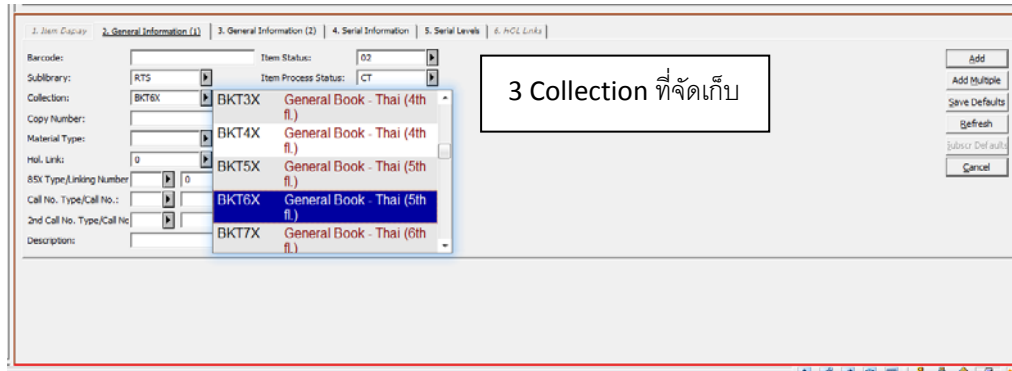 1. Item Display 2. General Information (1) 3. General Information (2) 4. Serial Information 5. Serial Levels 6. HOL Links
Barcode: Item Status: 02 Add
Sublibrary: RTS Item Process Status: CT Add Multiple
Collection: BKT6X Save Defaults
Copy Number: Refresh
Material Type: Subscr Defaults
Hol. Link: 0 Cancel
85X Type/Linking Number 0
Call No. Type/Call No.:
2nd Call No. Type/Call No
Description:
BKT3X General Book - Thai (4th
fl.)
BKT4X General Book - Thai (4th
fl.)
BKT5X General Book - Thai (5th
fl.)
BKT6X General Book - Thai (5th
fl.)
BKT7X General Book - Thai (6th
fl.)
3 Collection ที่จัดเก็บ